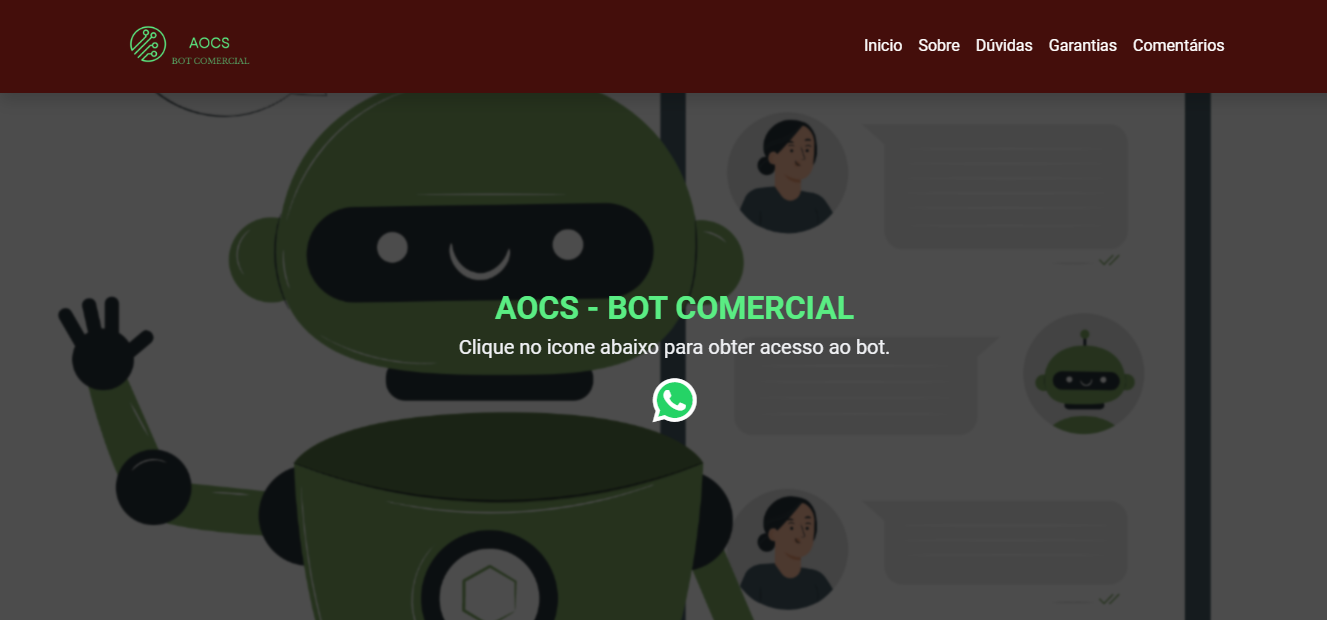 AOCS
BOT COMERCIAL
Inicio Sobre Dúvidas Garantias Comentários
AOCS - BOT COMERCIAL
Clique no icone abaixo para obter acesso ao bot.